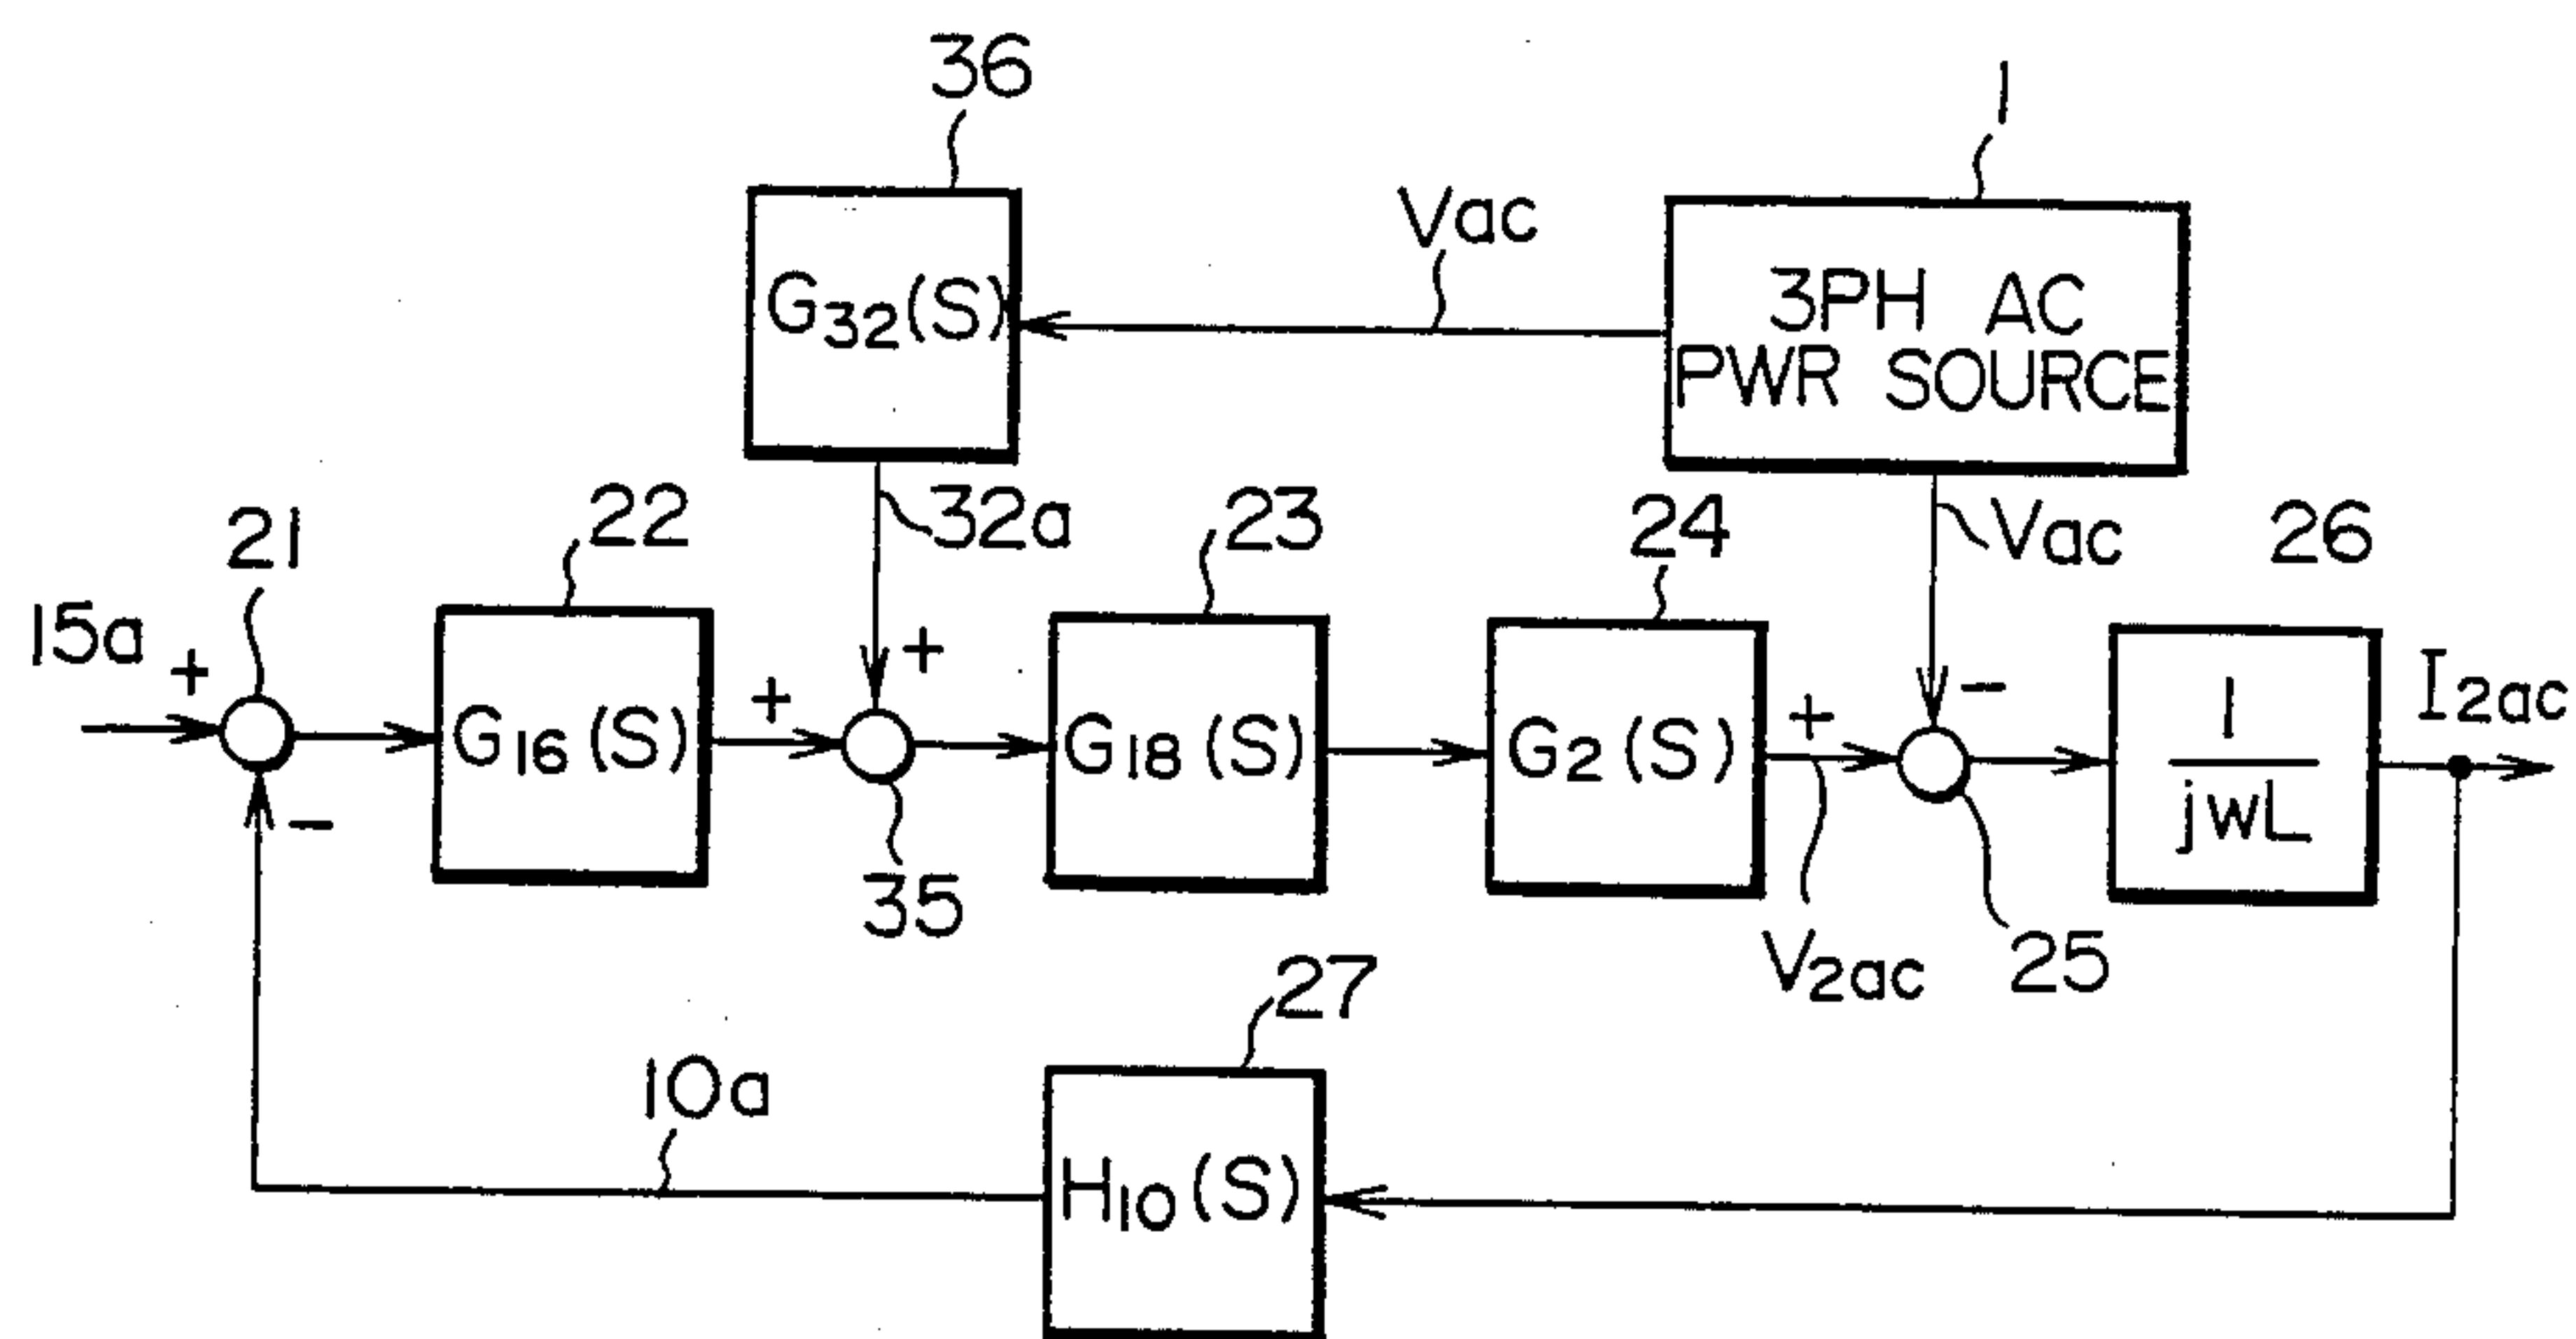 36
1
Vac
G32(S)
3PH AC
PWR SOURCE
21
22
32a
23
24
Vac
26
15a
+
+
+
G16(S)
G18(S)
G2(S)
+
-
1
jwL
I2ac
-
35
V2ac
25
27
10a
H10(S)